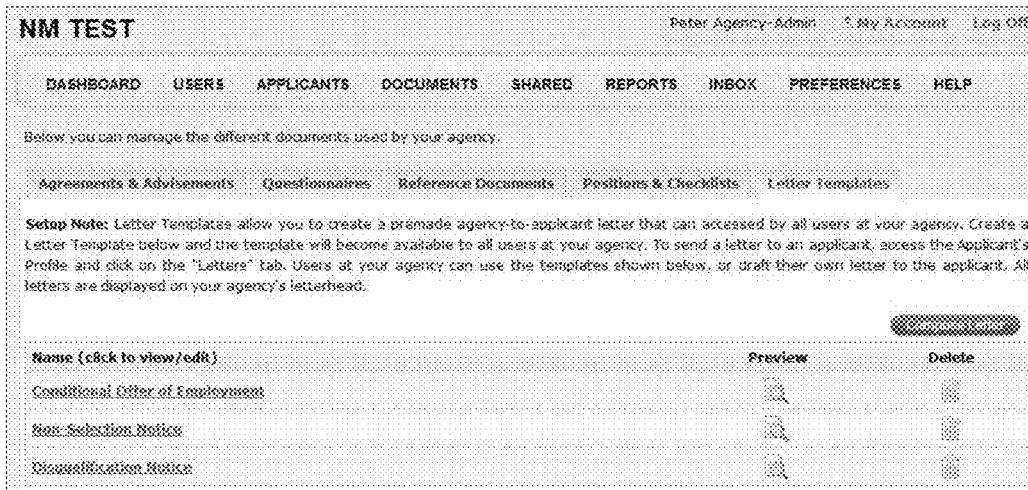 NM TEST
Peter Agency-Admin My Account Log Off
DASHBOARD USERS APPLICANTS DOCUMENTS SHARED REPORTS INBOX PREFERENCES HELP
Below you can manage the different documents used by your agency.
Agreements & Advisements Questionnaires Reference Documents Positions & Checklists Letter Templates
Setup Note: Letter Templates allow you to create a premade agency-to-applicant letter that can accessed by all users at your agency. Create a
Letter Template below and the template will become available to all users at your agency. To send a letter to an applicant, access the Applicant's
Profile and click on the "Letters" tab. Users at your agency can use the templates shown below, or draft their own letter to the applicant. All
letters are displayed on your agency's letterhead.
Name (click to view/edit) Preview Delete
Conditional Offer of Employment
Non-Selection Notice
Disqualification Notice